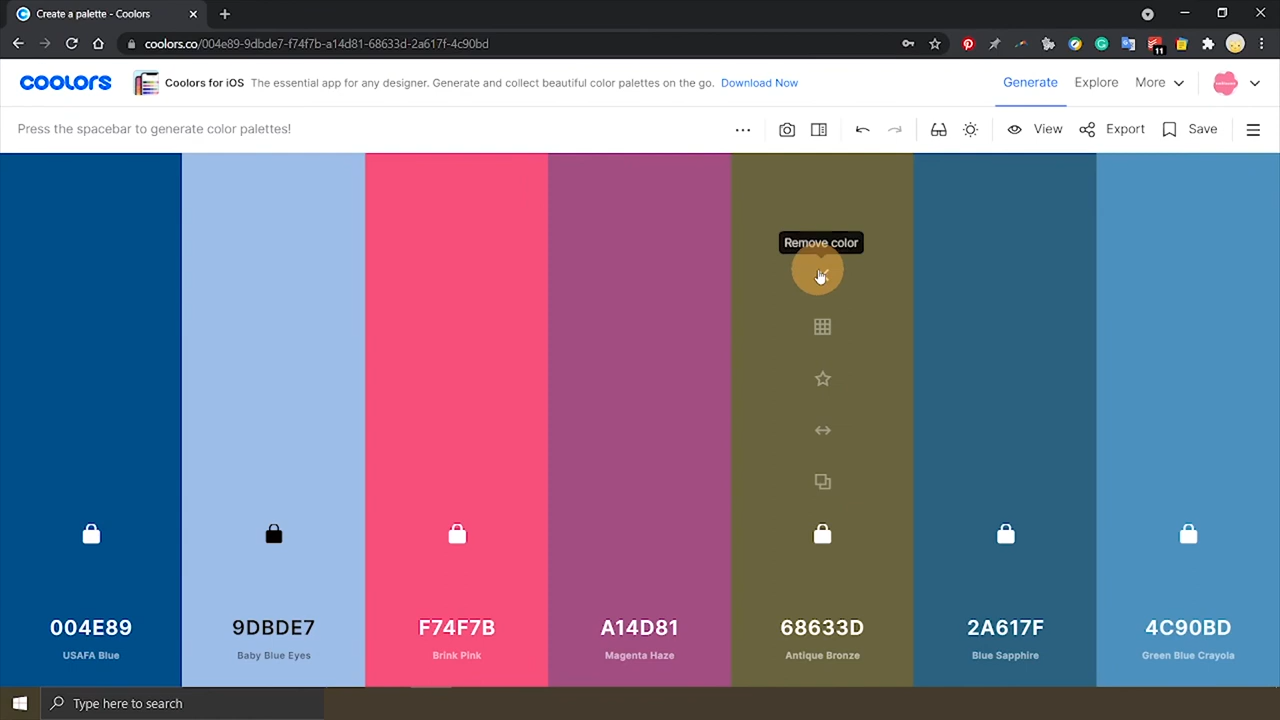 Create a palette - Coolors
coolors.co/004e89-9dbde7-f74f7b-a14d81-68633d-2a617f-4c90bd
11
coolors
Coolors for iOS The essential app for any designer. Generate and collect beautiful color palettes on the go. Download Now
Generate Explore More
Press the spacebar to generate color palettes!
View Export Save
Remove color
004E89 9DBDE7 F74F7B A14D81 68633D 2A617F 4C90BD
USAFA Blue Baby Blue Eyes Brink Pink Magenta Haze Antique Bronze Blue Sapphire Green Blue Crayola
Type here to search